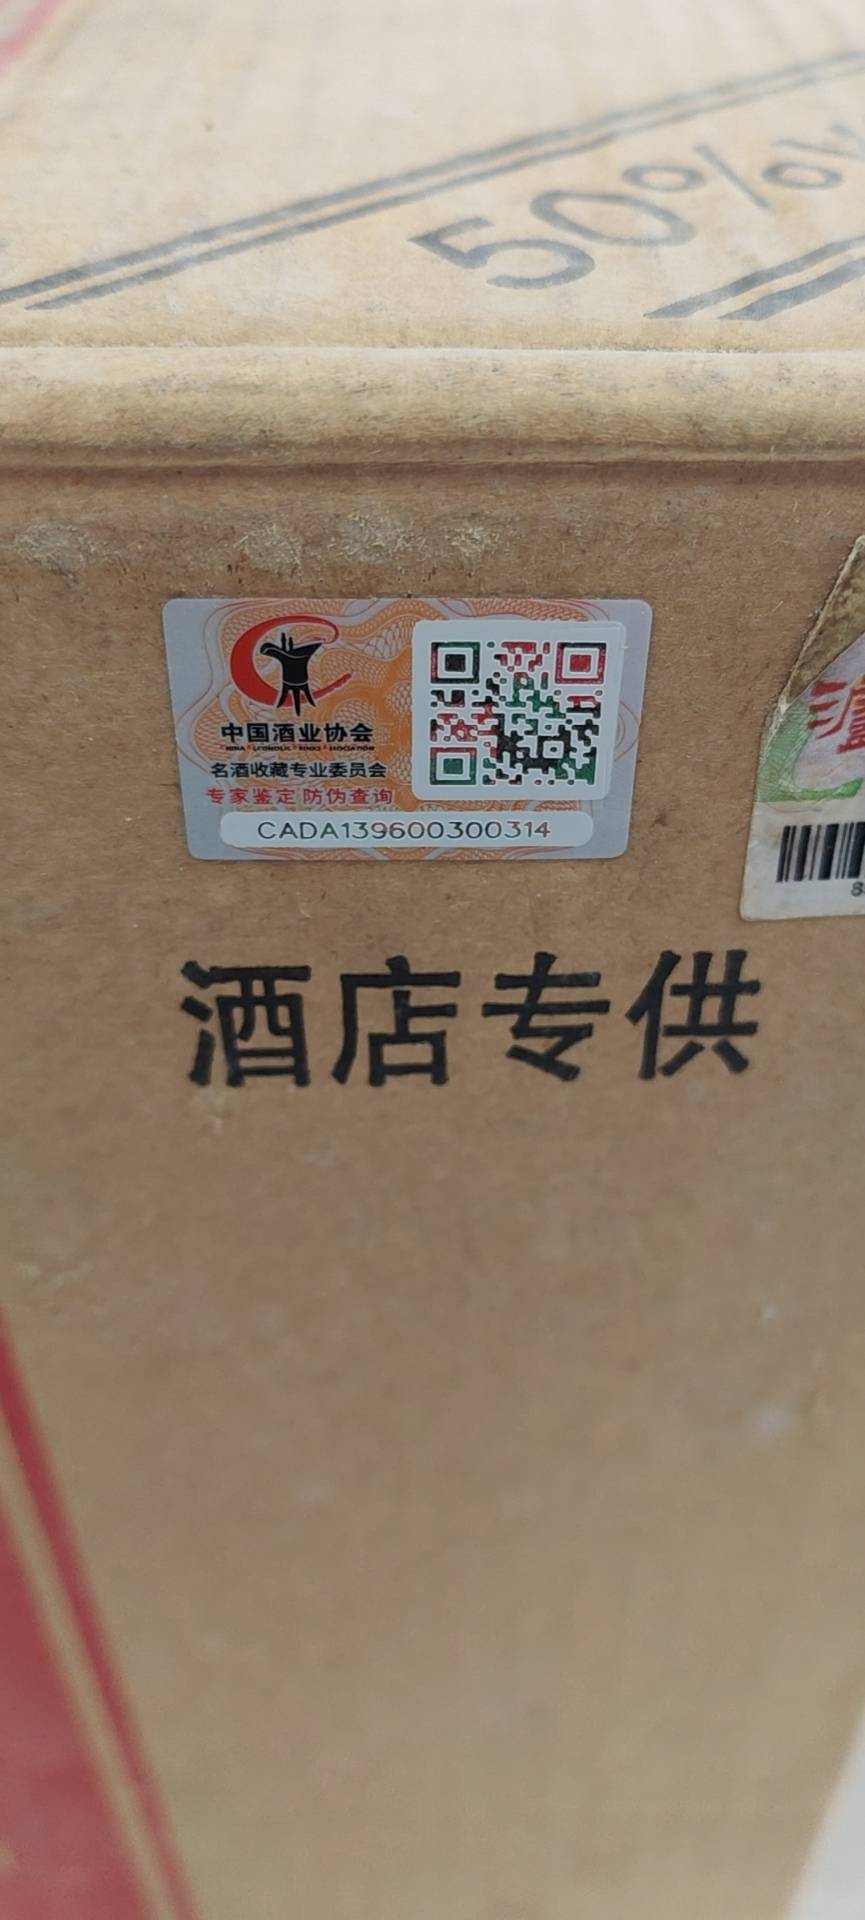 50%v
中国酒业协会
名酒收藏专业委员会
专家鉴定 防伪查询
CADA139600300314
酒店专供